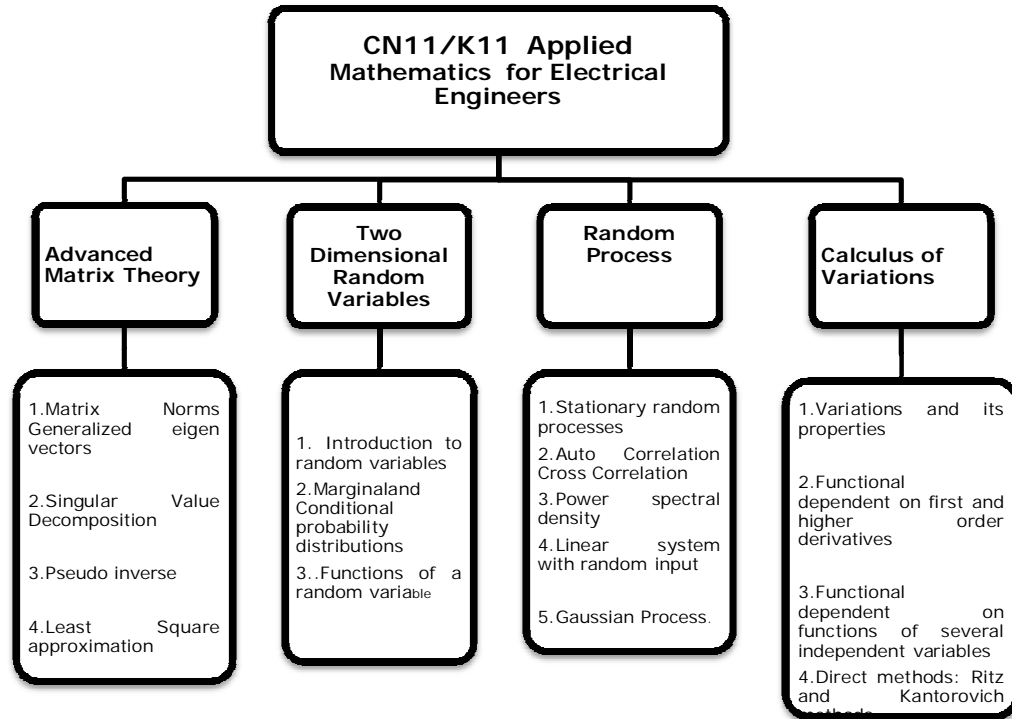 CN11/K11 Applied
Mathematics for Electrical
Engineers
Advanced
Matrix Theory
Two
Dimensional
Random
Variables
Random
Process
Calculus of
Variations
1.Matrix Norms
Generalized eigen
vectors
2.Singular Value
Decomposition
3.Pseudo inverse
4.Least Square
approximation
1. Introduction to
random variables
2.Marginaland
Conditional
probability
distributions
3..Functions of a
random variable
1.Stationary random
processes
2.Auto Correlation
Cross Correlation
3.Power spectral
density
4.Linear system
with random input
5.Gaussian Process.
1.Variations and its
properties
2.Functional
dependent on first and
higher order
derivatives
3.Functional
dependent on
functions of several
independent variables
4.Direct methods: Ritz
and Kantorovich
methods